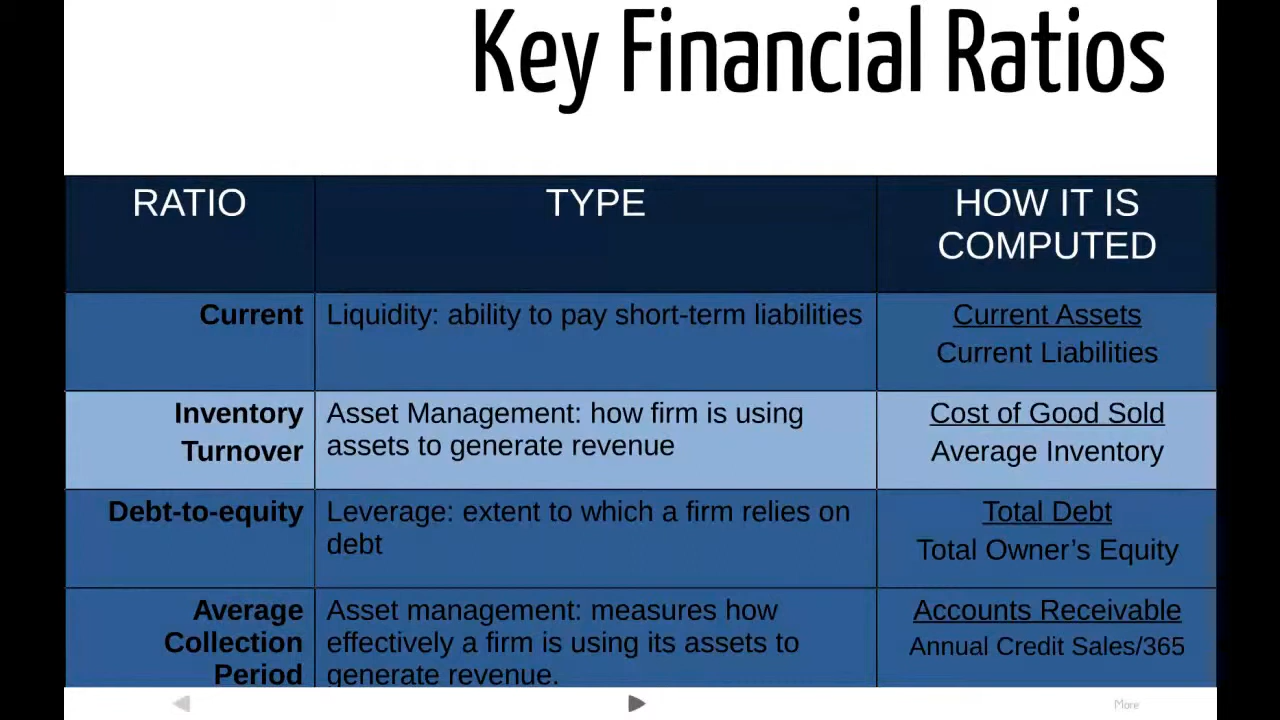 Key Financial Ratios
RATIO
TYPE
HOW IT IS
COMPUTED
Current
Liquidity: ability to pay short-term liabilities
Current Assets
Current Liabilities
Inventory
Turnover
Asset Management: how firm is using
assets to generate revenue
Cost of Good Sold
Average Inventory
Debt-to-equity
Leverage: extent to which a firm relies on
debt
Total Debt
Total Owner’s Equity
Average
Collection
Period
Asset management: measures how
effectively a firm is using its assets to
generate revenue.
Accounts Receivable
Annual Credit Sales/365
More